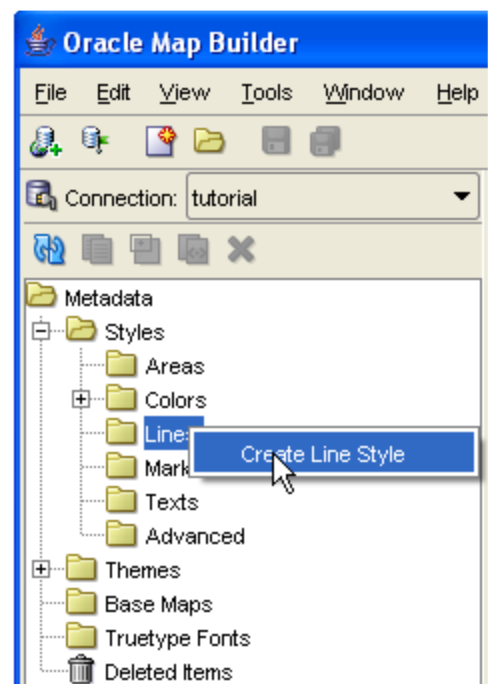 Oracle Map Builder
File Edit View Tools Window Help
Connection: tutorial
Metadata
Styles
Areas
Colors
Lines
Create Line Style
Mark
Texts
Advanced
Themes
Base Maps
Truetype Fonts
Deleted Items